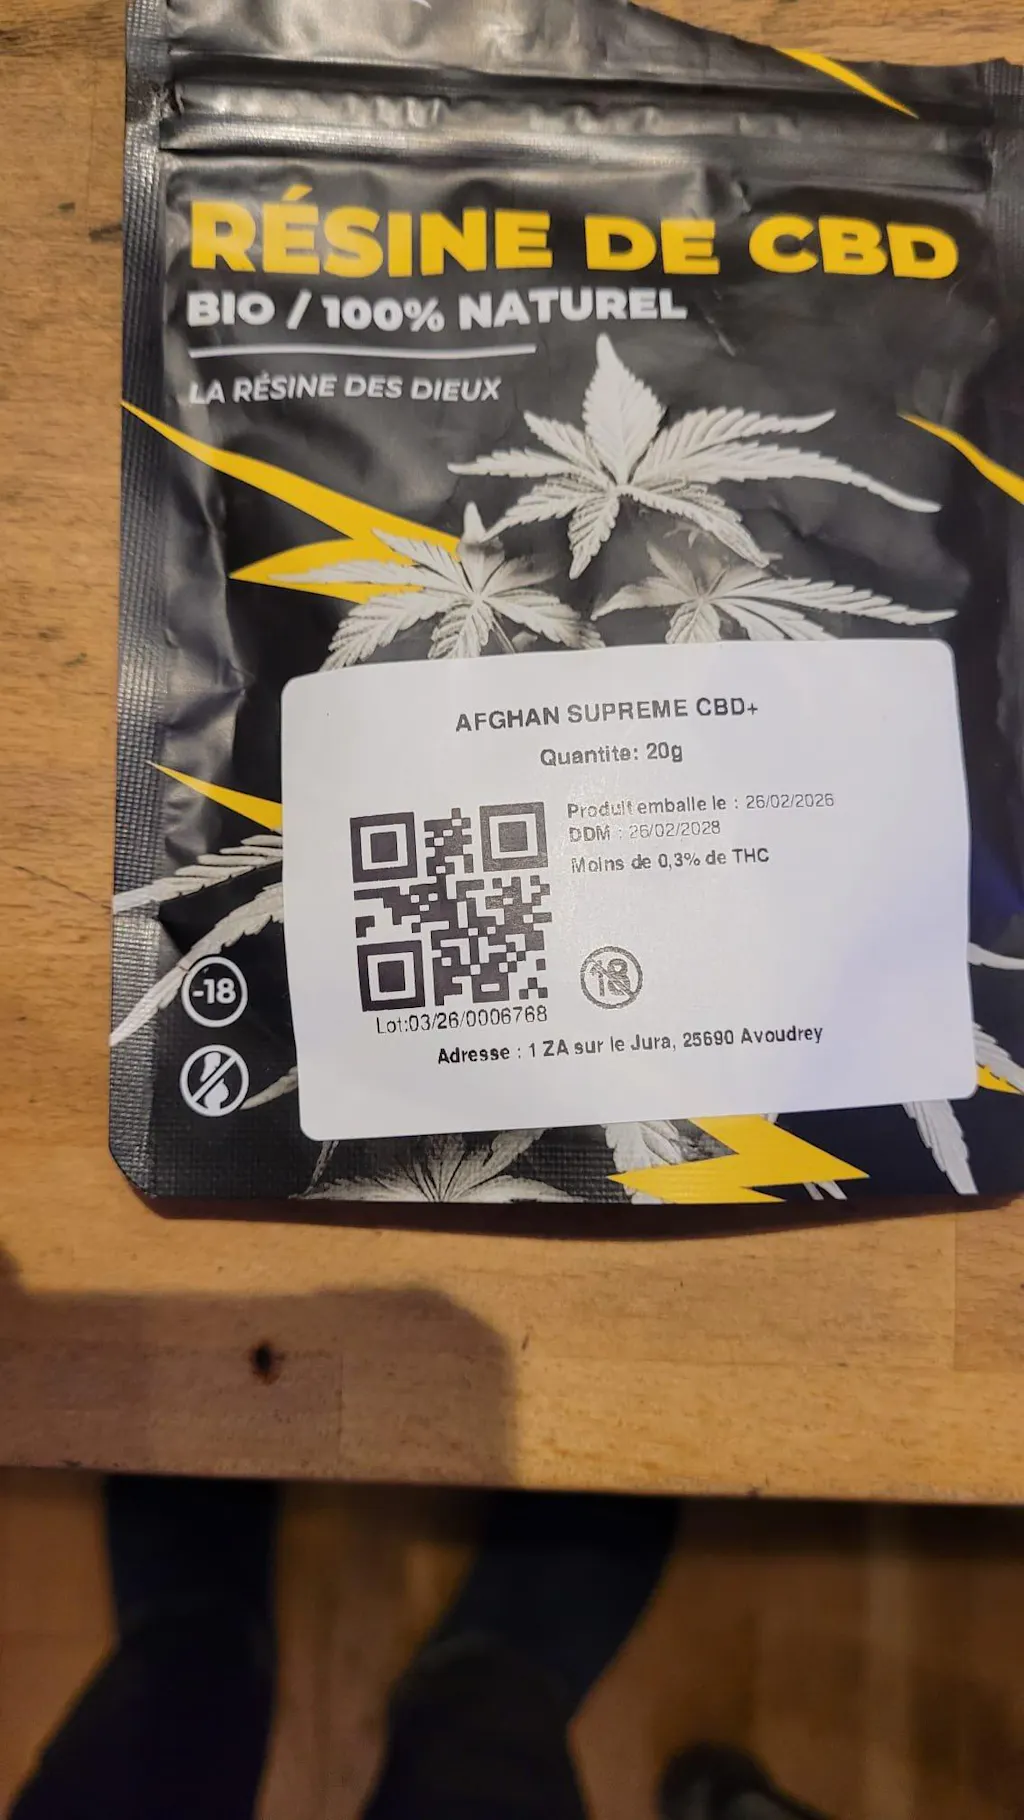 RÉSINE DE CBD
BIO / 100% NATUREL
LA RÉSINE DES DIEUX
AFGHAN SUPREME CBD+
Quantite: 20g
Produit emballe le : 26/02/2026
DDM : 26/02/2028
Moins de 0,3% de THC
-18
18
Lot:03/26/0006768
Adresse : 1 ZA sur le Jura, 25690 Avoudrey